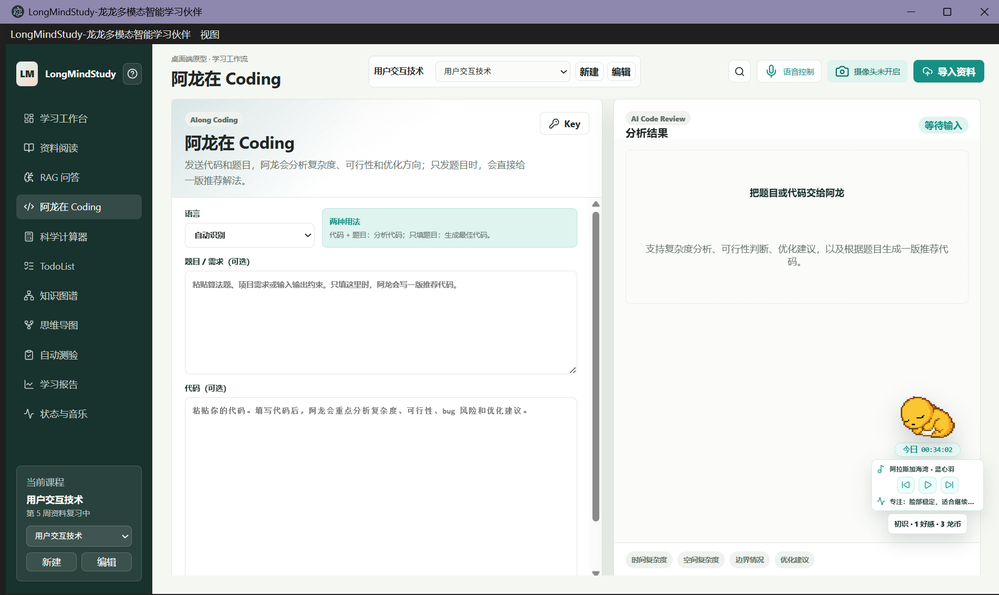 LongMindStudy-龙龙多模态智能学习伙伴
LongMindStudy-龙龙多模态智能学习伙伴 视图
LM LongMindStudy
学习工作台
资料阅读
RAG 问答
阿龙在 Coding
科学计算器
TodoList
知识图谱
思维导图
自动测验
学习报告
状态与音乐
当前课程
用户交互技术
第 5 周资料复习中
用户交互技术
新建 编辑
桌面端原型 · 学习工作流
阿龙在 Coding
用户交互技术 用户交互技术 新建 编辑
语音控制 摄像头未开启 导入资料
Along Coding
Key
阿龙在 Coding
发送代码和题目，阿龙会分析复杂度、可行性和优化方向；只发题目时，会直接给
一版推荐解法。
语言
自动识别
两种用法
代码 + 题目：分析代码；只填题目：生成最佳代码。
题目 / 需求（可选）
粘贴算法题、项目需求或输入输出约束。只填这里时，阿龙会写一版推荐代码。
代码（可选）
粘贴你的代码。填写代码后，阿龙会重点分析复杂度、可行性、bug 风险和优化建议。
AI Code Review
分析结果
等待输入
把题目或代码交给阿龙
支持复杂度分析、可行性判断、优化建议，以及根据题目生成一版推荐代
码。
今日 00:34:02
阿拉斯加海湾 - 蓝心羽
专注：脸部稳定，适合继续...
初识 · 1 好感 · 3 龙币
时间复杂度 空间复杂度 边界情况 优化建议